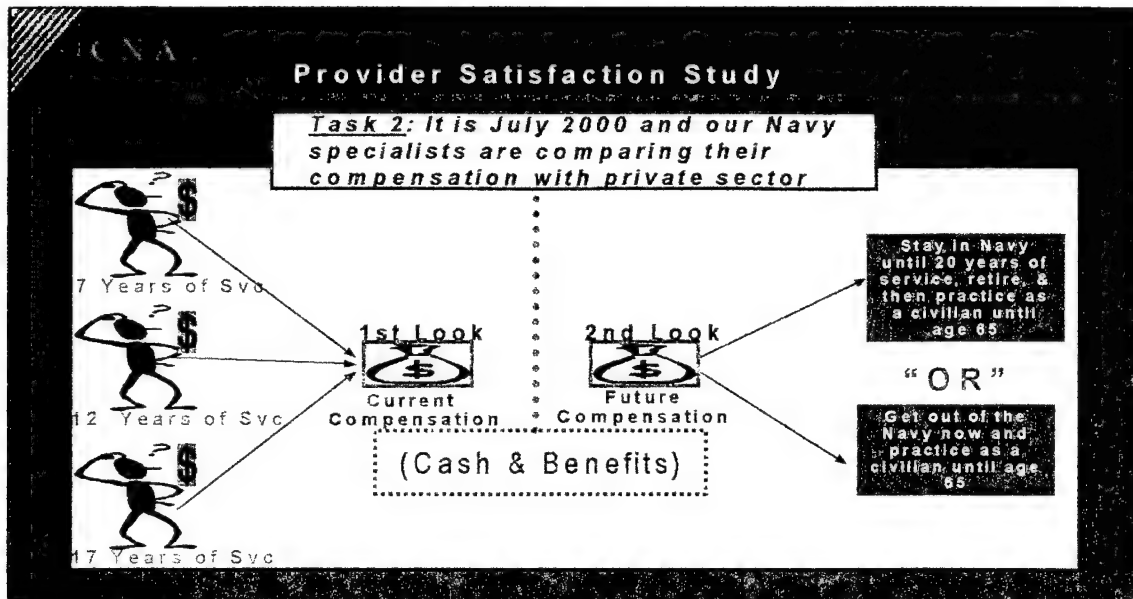 CNA
Provider Satisfaction Study
Task 2: It is July 2000 and our Navy
specialists are comparing their
compensation with private sector
?
$
7 Years of Svc
?
$
12 Years of Svc
?
$
17 Years of Svc
1st Look
$
Current
Compensation
2nd Look
$
Future
Compensation
(Cash & Benefits)
Stay in Navy
until 20 years of
service, retire, &
then practice as
a civilian until
age 65
“OR”
Get out of the
Navy now and
practice as a
civilian until age
65